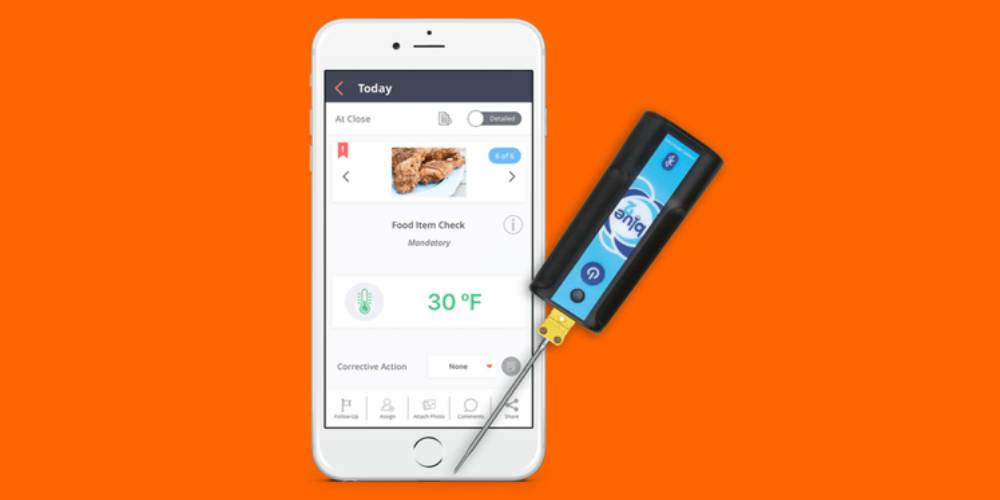 Today
At Close
Detailed
6 of 6
Food Item Check
Mandatory
i
30 °F
Corrective Action
None
Follow-Up
Assign
Attach Photo
Comments
Share
blue2